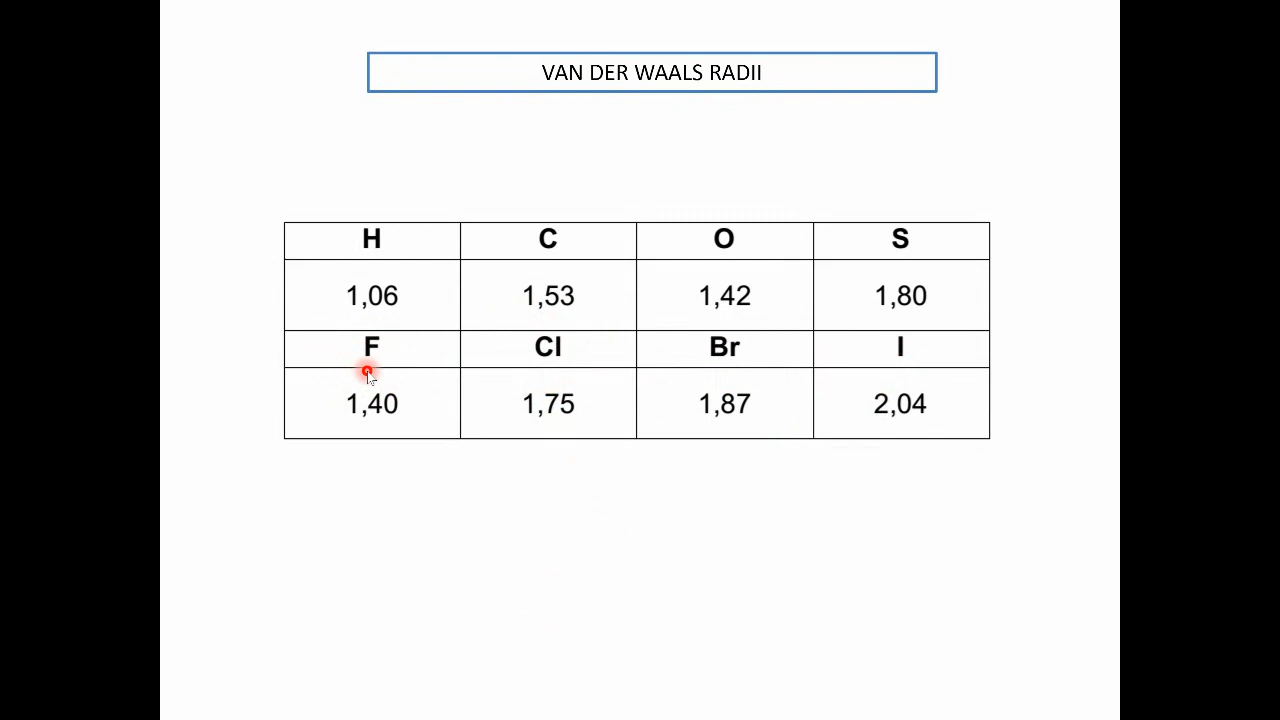 VAN DER WAALS RADII
H C O S
1,06 1,53 1,42 1,80
F Cl Br I
1,40 1,75 1,87 2,04